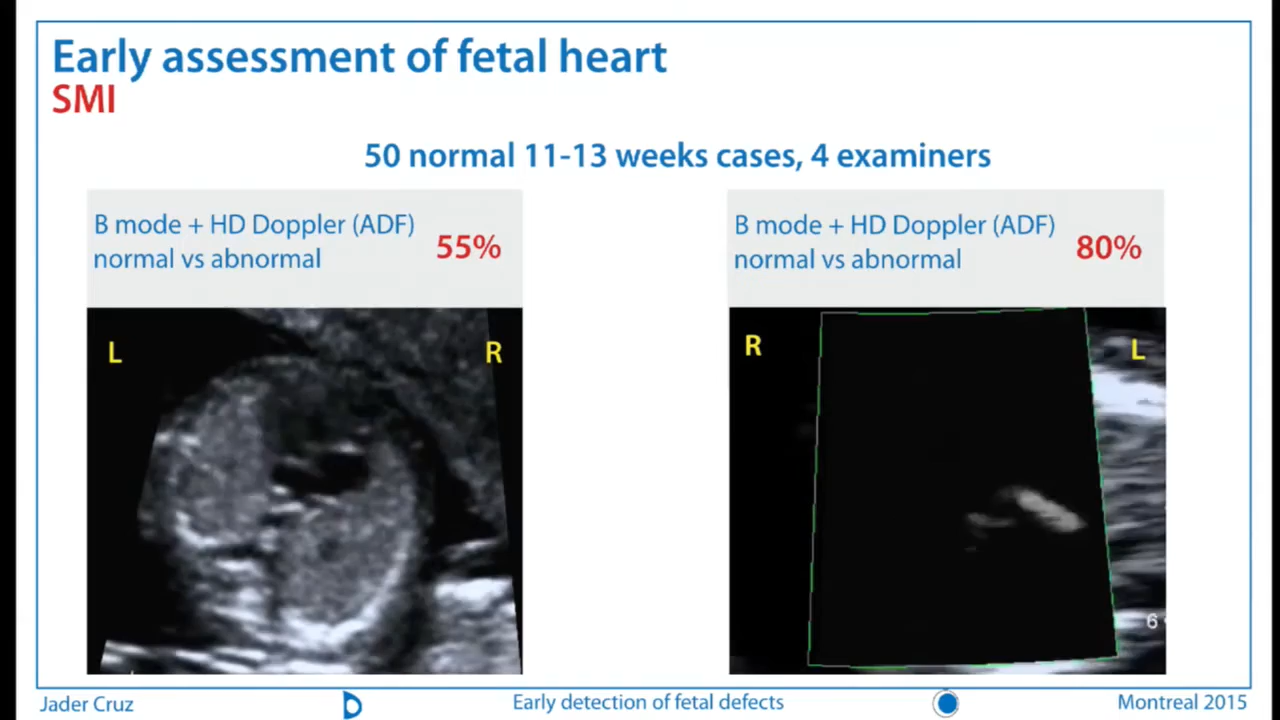 Early assessment of fetal heart
SMI
50 normal 11-13 weeks cases, 4 examiners
B mode + HD Doppler (ADF)
normal vs abnormal
55%
B mode + HD Doppler (ADF)
normal vs abnormal
80%
L
R
R
L
6
Jader Cruz
Early detection of fetal defects
Montreal 2015